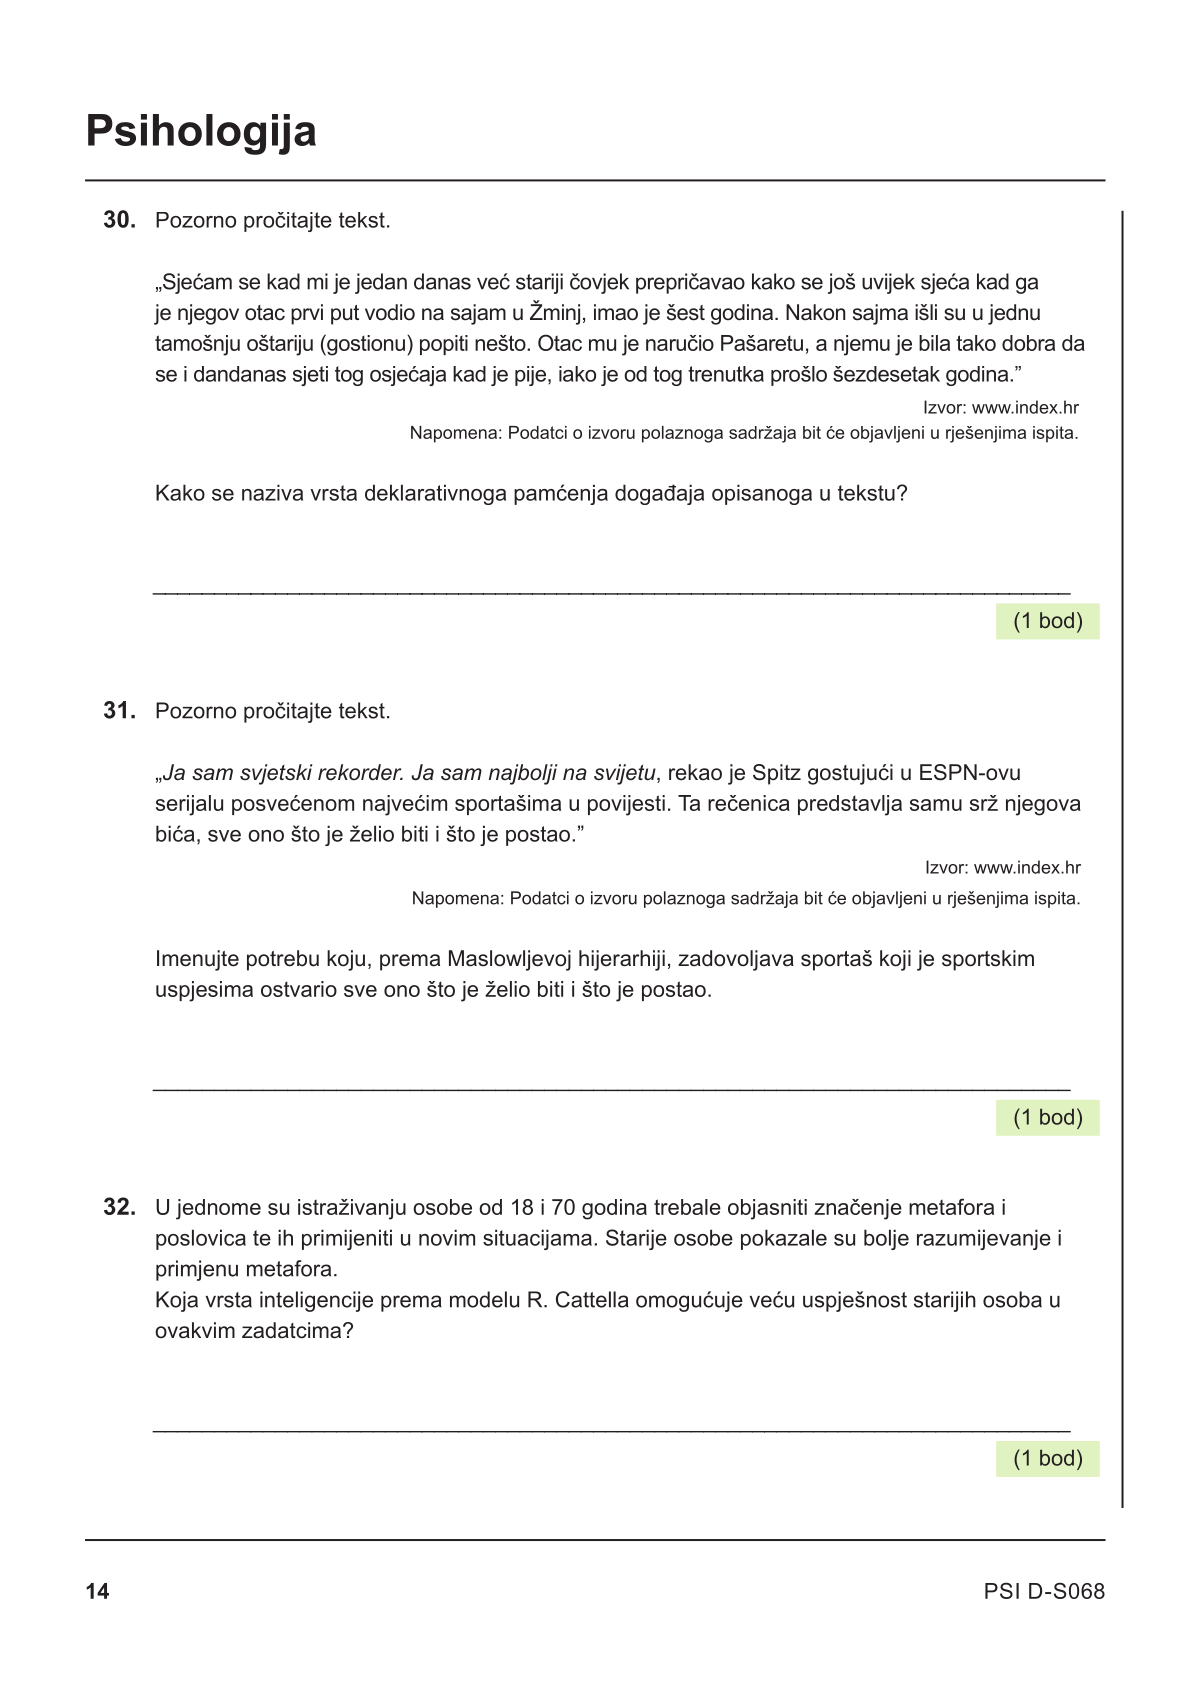 Psihologija
30. Pozorno pročitajte tekst.
„Sjećam se kad mi je jedan danas već stariji čovjek prepričavao kako se još uvijek sjeća kad ga
je njegov otac prvi put vodio na sajam u Žminj, imao je šest godina. Nakon sajma išli su u jednu
tamošnju oštariju (gostionu) popiti nešto. Otac mu je naručio Pašaretu, a njemu je bila tako dobra da
se i dandanas sjeti tog osjećaja kad je pije, iako je od tog trenutka prošlo šezdesetak godina.”
Izvor: www.index.hr
Napomena: Podatci o izvoru polaznoga sadržaja bit će objavljeni u rješenjima ispita.
Kako se naziva vrsta deklarativnoga pamćenja događaja opisanoga u tekstu?
(1 bod)
31. Pozorno pročitajte tekst.
„Ja sam svjetski rekorder. Ja sam najbolji na svijetu, rekao je Spitz gostujući u ESPN-ovu
serijalu posvećenom najvećim sportašima u povijesti. Ta rečenica predstavlja samu srž njegova
bića, sve ono što je želio biti i što je postao.”
Izvor: www.index.hr
Napomena: Podatci o izvoru polaznoga sadržaja bit će objavljeni u rješenjima ispita.
Imenujte potrebu koju, prema Maslowljevoj hijerarhiji, zadovoljava sportaš koji je sportskim
uspjesima ostvario sve ono što je želio biti i što je postao.
(1 bod)
32. U jednome su istraživanju osobe od 18 i 70 godina trebale objasniti značenje metafora i
poslovica te ih primijeniti u novim situacijama. Starije osobe pokazale su bolje razumijevanje i
primjenu metafora.
Koja vrsta inteligencije prema modelu R. Cattella omogućuje veću uspješnost starijih osoba u
ovakvim zadatcima?
(1 bod)
14
PSI D-S068